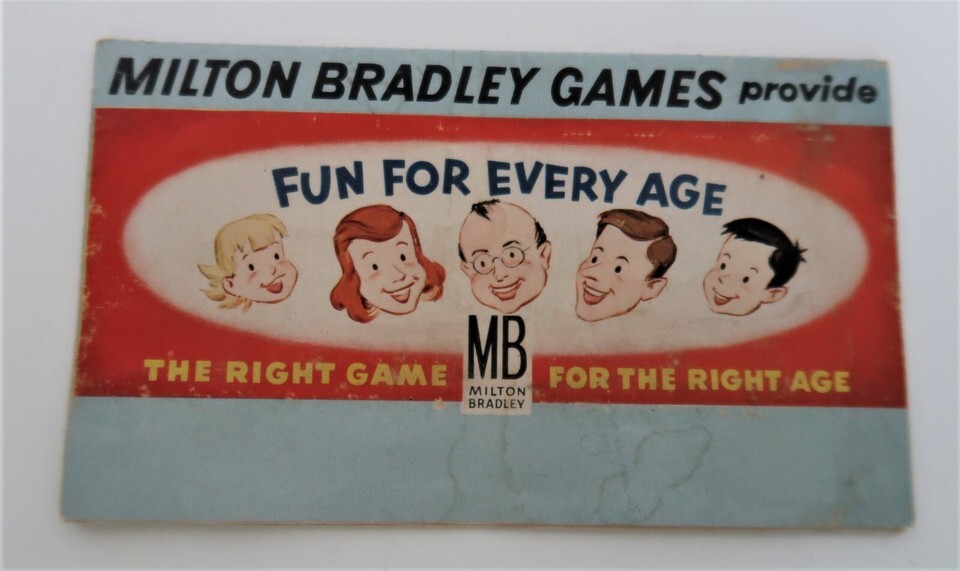 MILTON BRADLEY GAMES provide
FUN FOR EVERY AGE
THE RIGHT GAME FOR THE RIGHT AGE
MB
MILTON
BRADLEY